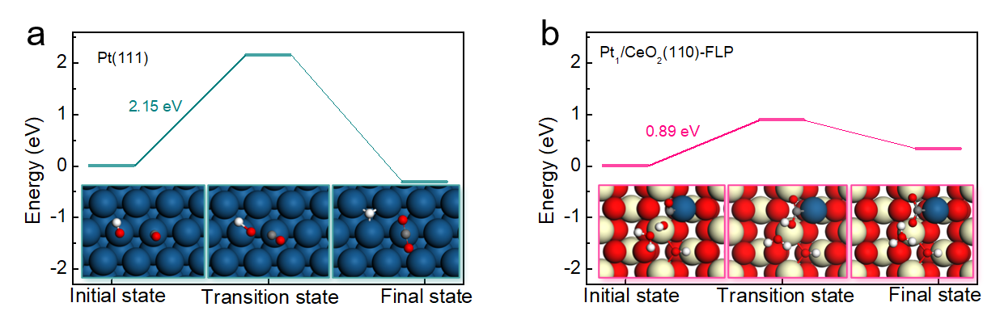 a
Pt(111)
2.15 eV
Energy (eV)
2
1
0
-1
-2
Initial state
Transition state
Final state
b
Pt1/CeO2(110)-FLP
0.89 eV
Energy (eV)
2
1
0
-1
-2
Initial state
Transition state
Final state